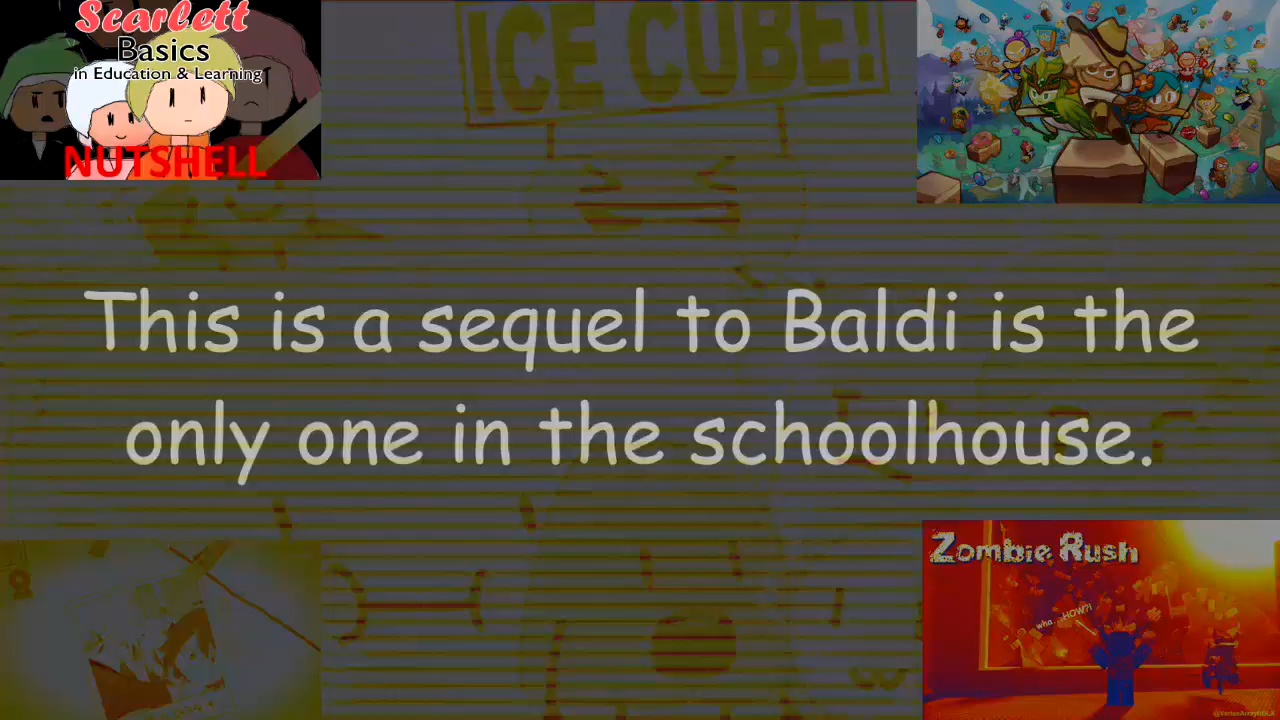 Scarlett
Basics
in Education & Learning
NUTSHELL
ICE CUBE!
This is a sequel to Baldi is the
only one in the schoolhouse.
Zombie Rush
wha...HOW?!